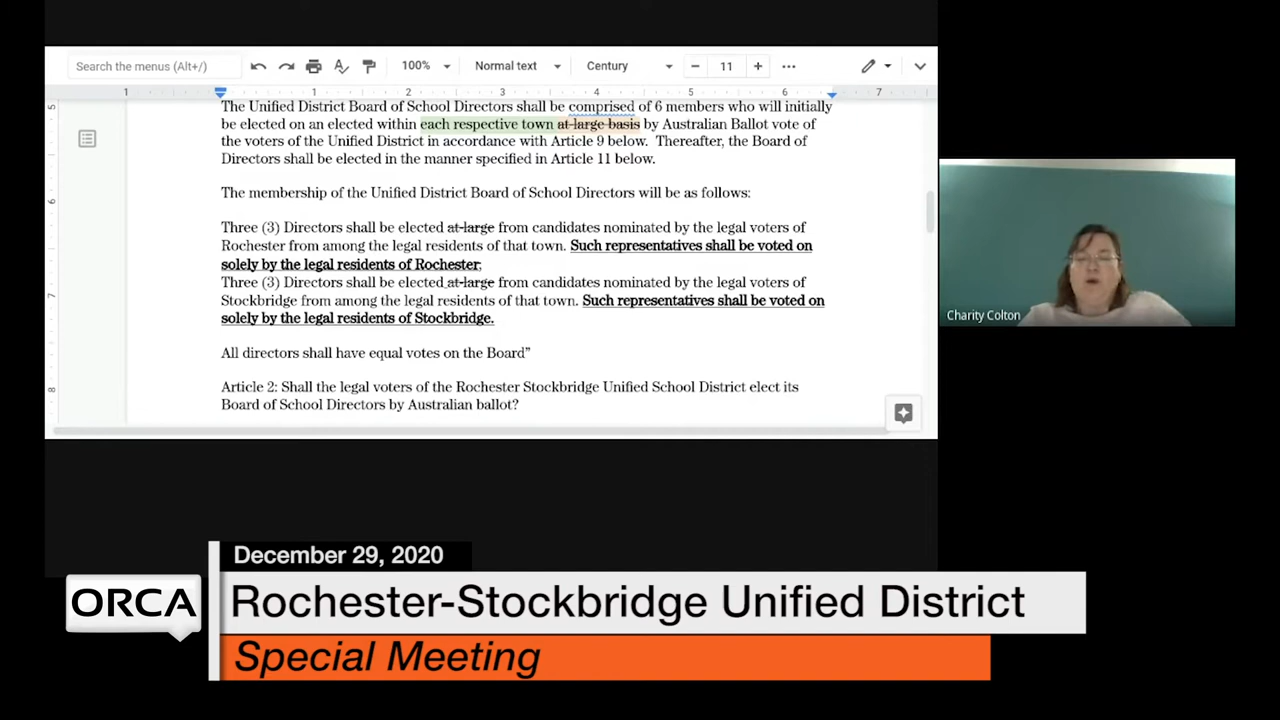 Search the menus (Alt+/)
100%
Normal text
Century
11
1 1 2 3 4 5 6 7
5
6
7
8
The Unified District Board of School Directors shall be comprised of 6 members who will initially
be elected on an elected within each respective town at-large basis by Australian Ballot vote of
the voters of the Unified District in accordance with Article 9 below. Thereafter, the Board of
Directors shall be elected in the manner specified in Article 11 below.
The membership of the Unified District Board of School Directors will be as follows:
Three (3) Directors shall be elected at-large from candidates nominated by the legal voters of
Rochester from among the legal residents of that town. Such representatives shall be voted on
solely by the legal residents of Rochester;
Three (3) Directors shall be elected at-large from candidates nominated by the legal voters of
Stockbridge from among the legal residents of that town. Such representatives shall be voted on
solely by the legal residents of Stockbridge.
All directors shall have equal votes on the Board”
Article 2: Shall the legal voters of the Rochester Stockbridge Unified School District elect its
Board of School Directors by Australian ballot?
Charity Colton
December 29, 2020
ORCA
Rochester-Stockbridge Unified District
Special Meeting